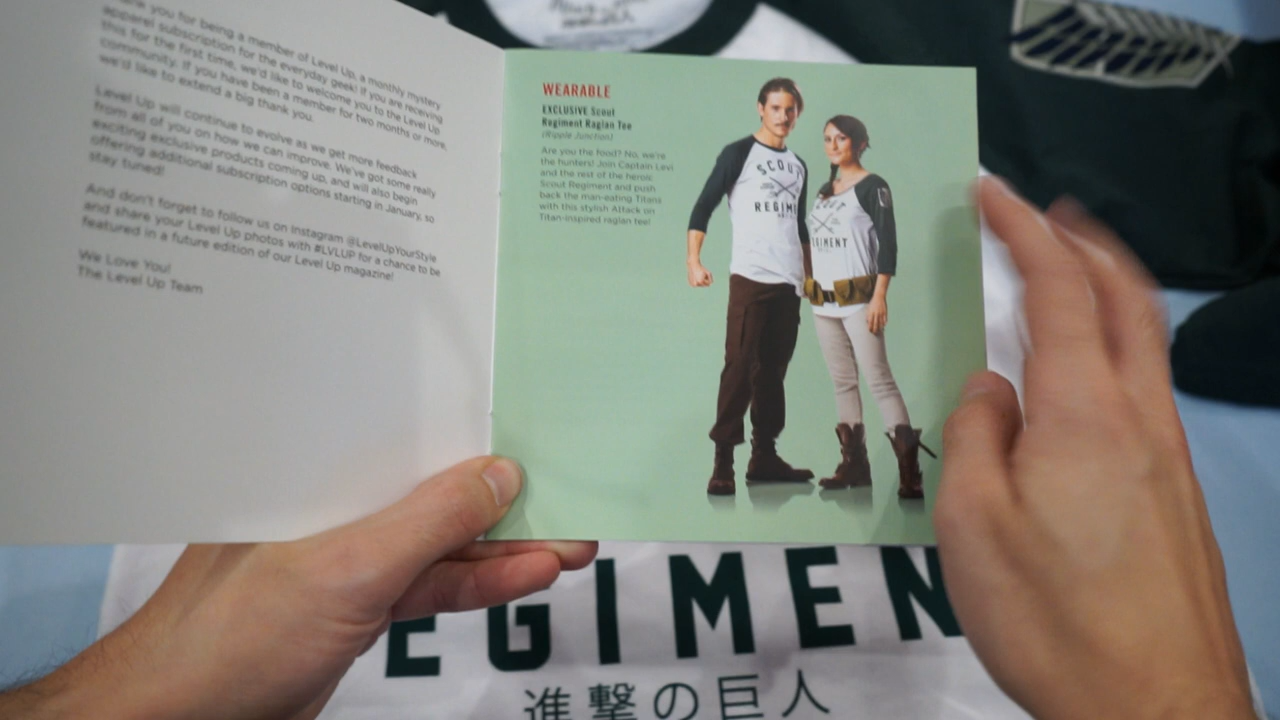 ank you for being a member of Level Up, a monthly mystery
apparel subscription for the everyday geek! If you are receiving
this for the first time, we'd like to welcome you to the Level Up
community. If you have been a member for two months or more,
we'd like to extend a big thank you.
Level Up will continue to evolve as we get more feedback
from all of you on how we can improve. We've got some really
exciting exclusive products coming up, and will also begin
offering additional subscription options starting in January, so
stay tuned!
And don't forget to follow us on Instagram @LevelUpYourStyle
and share your Level Up photos with #LVLUP for a chance to be
featured in a future edition of our Level Up magazine!
We Love You!
The Level Up Team
WEARABLE
EXCLUSIVE Scout
Regiment Raglan Tee
(Ripple Junction)
Are you the food? No, we're
the hunters! Join Captain Levi
and the rest of the heroic
Scout Regiment and push
back the man-eating Titans
with this stylish Attack on
Titan-inspired raglan tee!
SCOUT
REGIME
OUT
GIMENT
EGIMEN
進撃の巨人